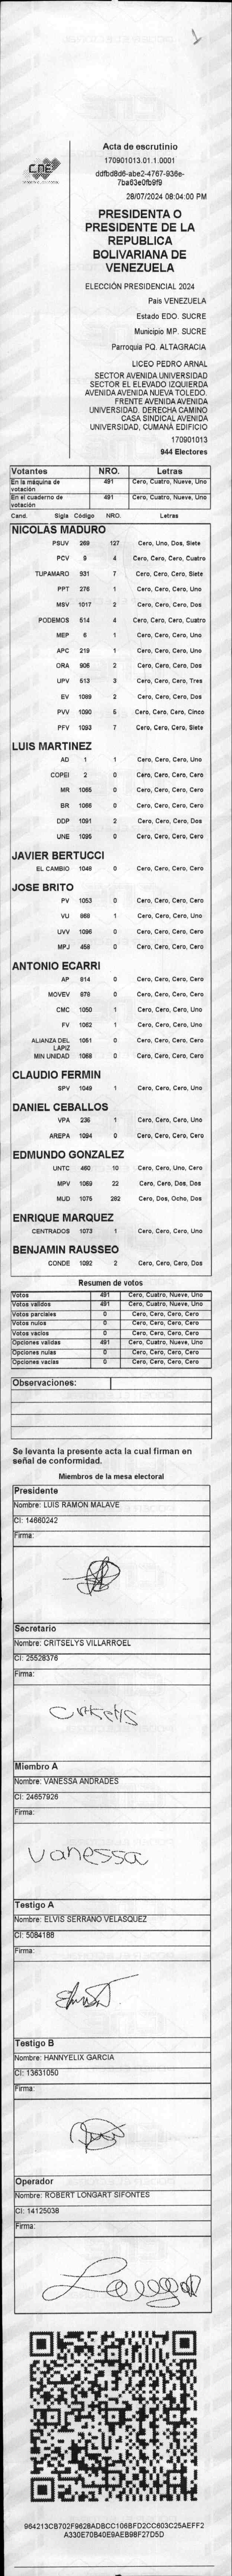 1
CNE
Acta de escrutinio
170901013.01.1.0001
ddfbd8d6-abe2-4767-936e-
7ba63e0fb9f9
28/07/2024 08:04:00 PM
PRESIDENTA O
PRESIDENTE DE LA
REPUBLICA
BOLIVARIANA DE
VENEZUELA
ELECCIÓN PRESIDENCIAL 2024
Pais VENEZUELA
Estado EDO. SUCRE
Municipio MP. SUCRE
Parroquia PQ. ALTAGRACIA
LICEO PEDRO ARNAL
SECTOR AVENIDA UNIVERSIDAD
SECTOR EL ELEVADO IZQUIERDA
AVENIDA AVENIDA NUEVA TOLEDO.
FRENTE AVENIDA AVENIDA
UNIVERSIDAD. DERECHA CAMINO
CASA SINDICAL AVENIDA
UNIVERSIDAD, CUMANÁ EDIFICIO
170901013
944 Electores
Votantes NRO. Letras
En la máquina de votación 491 Cero, Cuatro, Nueve, Uno
En el cuaderno de votación 491 Cero, Cuatro, Nueve, Uno
Cand. Sigla Código NRO. Letras
NICOLAS MADURO
PSUV 269 127 Cero, Uno, Dos, Siete
PCV 9 4 Cero, Cero, Cero, Cuatro
TUPAMARO 931 7 Cero, Cero, Cero, Siete
PPT 276 1 Cero, Cero, Cero, Uno
MSV 1017 2 Cero, Cero, Cero, Dos
PODEMOS 514 4 Cero, Cero, Cero, Cuatro
MEP 6 1 Cero, Cero, Cero, Uno
APC 219 1 Cero, Cero, Cero, Uno
ORA 906 2 Cero, Cero, Cero, Dos
UPV 513 3 Cero, Cero, Cero, Tres
EV 1089 2 Cero, Cero, Cero, Dos
PVV 1090 5 Cero, Cero, Cero, Cinco
PFV 1093 7 Cero, Cero, Cero, Siete
LUIS MARTINEZ
AD 1 1 Cero, Cero, Cero, Uno
COPEI 2 0 Cero, Cero, Cero, Cero
MR 1065 0 Cero, Cero, Cero, Cero
BR 1066 0 Cero, Cero, Cero, Cero
DDP 1091 2 Cero, Cero, Cero, Dos
UNE 1095 0 Cero, Cero, Cero, Cero
JAVIER BERTUCCI
EL CAMBIO 1048 0 Cero, Cero, Cero, Cero
JOSE BRITO
PV 1053 0 Cero, Cero, Cero, Cero
VU 968 1 Cero, Cero, Cero, Uno
UVV 1096 0 Cero, Cero, Cero, Cero
MPJ 458 0 Cero, Cero, Cero, Cero
ANTONIO ECARRI
AP 814 0 Cero, Cero, Cero, Cero
MOVEV 879 0 Cero, Cero, Cero, Cero
CMC 1050 1 Cero, Cero, Cero, Uno
FV 1062 1 Cero, Cero, Cero, Uno
ALIANZA DEL LAPIZ 1051 0 Cero, Cero, Cero, Cero
MIN UNIDAD 1068 0 Cero, Cero, Cero, Cero
CLAUDIO FERMIN
SPV 1049 1 Cero, Cero, Cero, Uno
DANIEL CEBALLOS
VPA 236 1 Cero, Cero, Cero, Uno
AREPA 1094 0 Cero, Cero, Cero, Cero
EDMUNDO GONZALEZ
UNTC 460 10 Cero, Cero, Uno, Cero
MPV 1069 22 Cero, Cero, Dos, Dos
MUD 1075 282 Cero, Dos, Ocho, Dos
ENRIQUE MARQUEZ
CENTRADOS 1073 1 Cero, Cero, Cero, Uno
BENJAMIN RAUSSEO
CONDE 1092 2 Cero, Cero, Cero, Dos
Resumen de votos
Votos 491 Cero, Cuatro, Nueve, Uno
Votos validos 491 Cero, Cuatro, Nueve, Uno
Votos parciales 0 Cero, Cero, Cero, Cero
Votos nulos 0 Cero, Cero, Cero, Cero
Votos vacios 0 Cero, Cero, Cero, Cero
Opciones validas 491 Cero, Cuatro, Nueve, Uno
Opciones nulas 0 Cero, Cero, Cero, Cero
Opciones vacias 0 Cero, Cero, Cero, Cero
Observaciones:
Se levanta la presente acta la cual firman en
señal de conformidad.
Miembros de la mesa electoral
Presidente
Nombre: LUIS RAMON MALAVE
CI: 14660242
Firma:
Secretario
Nombre: CRITSELYS VILLARROEL
CI: 25528376
Firma:
Critselys
Miembro A
Nombre: VANESSA ANDRADES
CI: 24657926
Firma:
Vanessa
Testigo A
Nombre: ELVIS SERRANO VELASQUEZ
CI: 5084188
Firma:
Testigo B
Nombre: HANNYELIX GARCIA
CI: 13631050
Firma:
Operador
Nombre: ROBERT LONGART SIFONTES
CI: 14125038
Firma:
964213CB702F9628ADBCC106BFD2CC603C25AEFF2
A330E70B40E9AEB98F27D5D